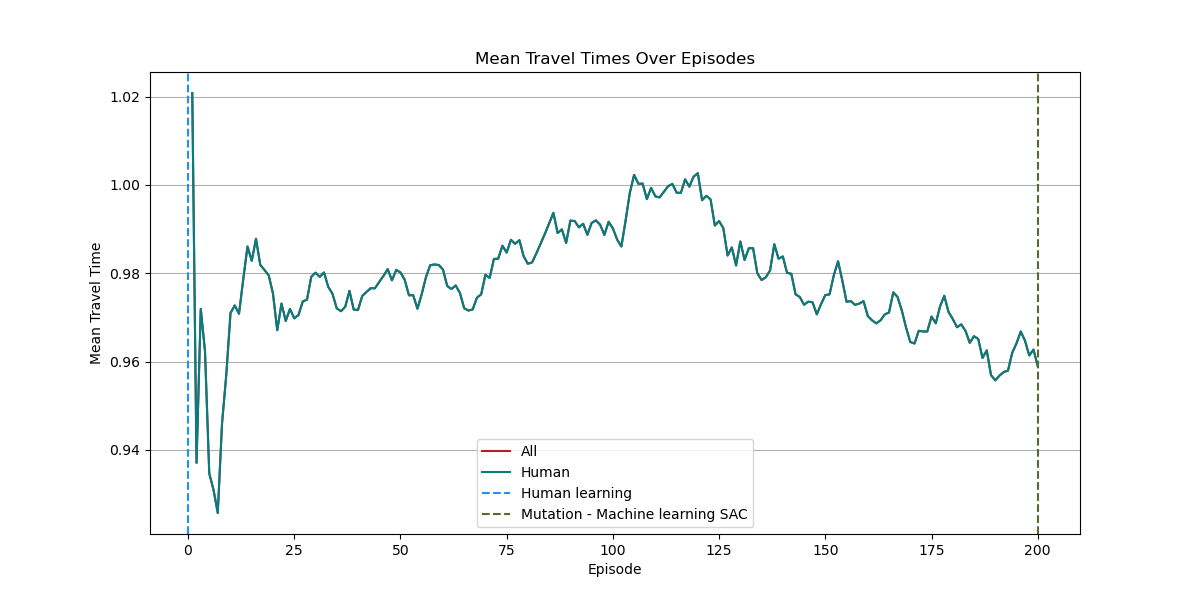 Mean Travel Times Over Episodes
1.02
1.00
0.98
0.96
0.94
Mean Travel Time
All
Human
Human learning
Mutation - Machine learning SAC
0 25 50 75 100 125 150 175 200
Episode